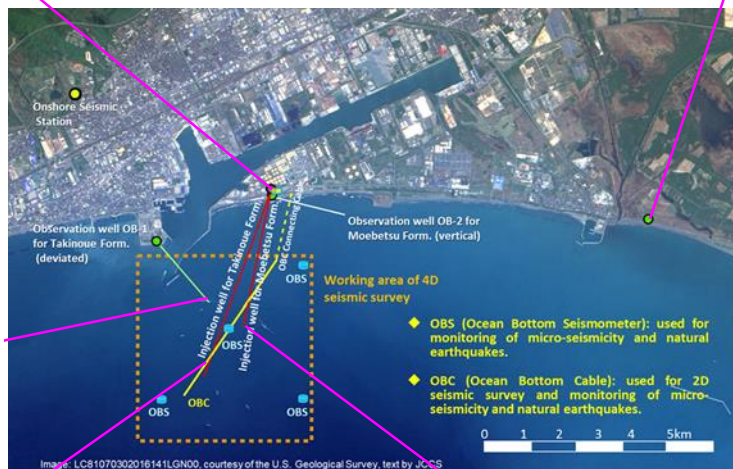 Onshore Seismic
Station
Observation well OB-1
for Takinoue Form.
(deviated)
Injection well for Takinoue Form.
Injection well for Moebetsu Form.
OBC Connecting Cable
Observation well OB-2 for
Moebetsu Form. (vertical)
OBS
Working area of 4D
seismic survey
OBS
OBC
OBS
OBS
◆ OBS (Ocean Bottom Seismometer): used for
monitoring of micro-seismicity and natural
earthquakes.
◆ OBC (Ocean Bottom Cable): used for 2D
seismic survey and monitoring of micro-
seismicity and natural earthquakes.
0 1 2 3 4 5km
Image: LC81070302016141LGN00, courtesy of the U.S. Geological Survey, text by JCCS